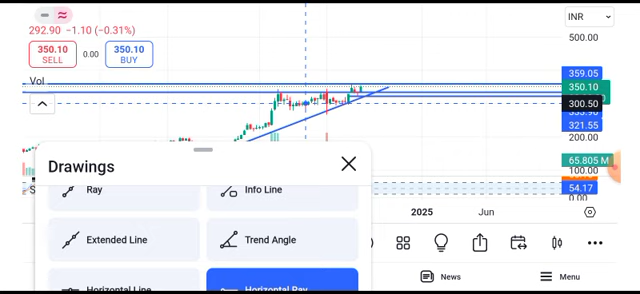 INR
292.90 −1.10 (−0.31%)
500.00
350.10
SELL
0.00
350.10
BUY
359.05
350.10
Vol
300.50
321.55
200.00
65.805 M
100.00
54.17
0.00
Drawings
Ray
Info Line
Extended Line
Trend Angle
Horizontal Line
Horizontal Ray
2025
Jun
News
Menu